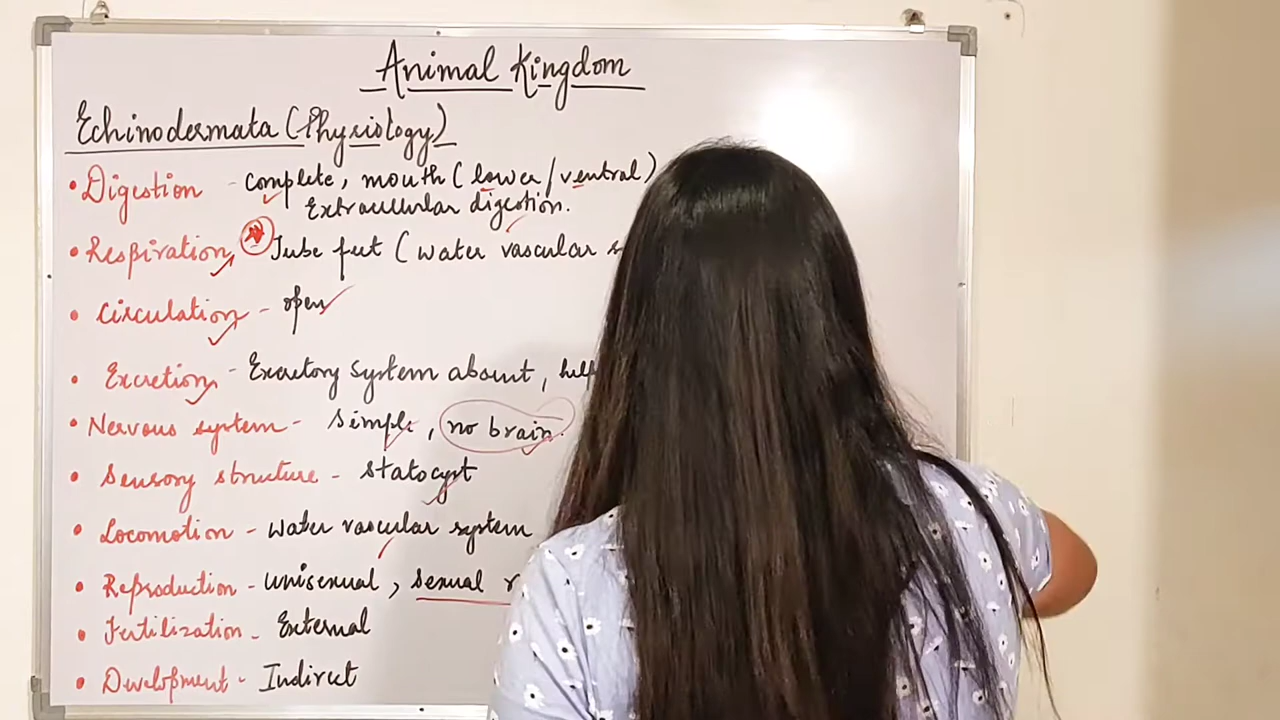 Animal Kingdom
Echinodermata (Physiology)
• Digestion - complete, mouth (lower/ventral)
Extracellular digestion.
• Respiration, Tube feet (water vascular s
• Circulation - open
• Excretion, - Excretory system absent, help
• Nervous system - simple, no brain.
• Sensory structure - statocyst
• Locomotion - water vascular system
• Reproduction - unisexual, sexual r
• Fertilization - External
• Development - Indirect